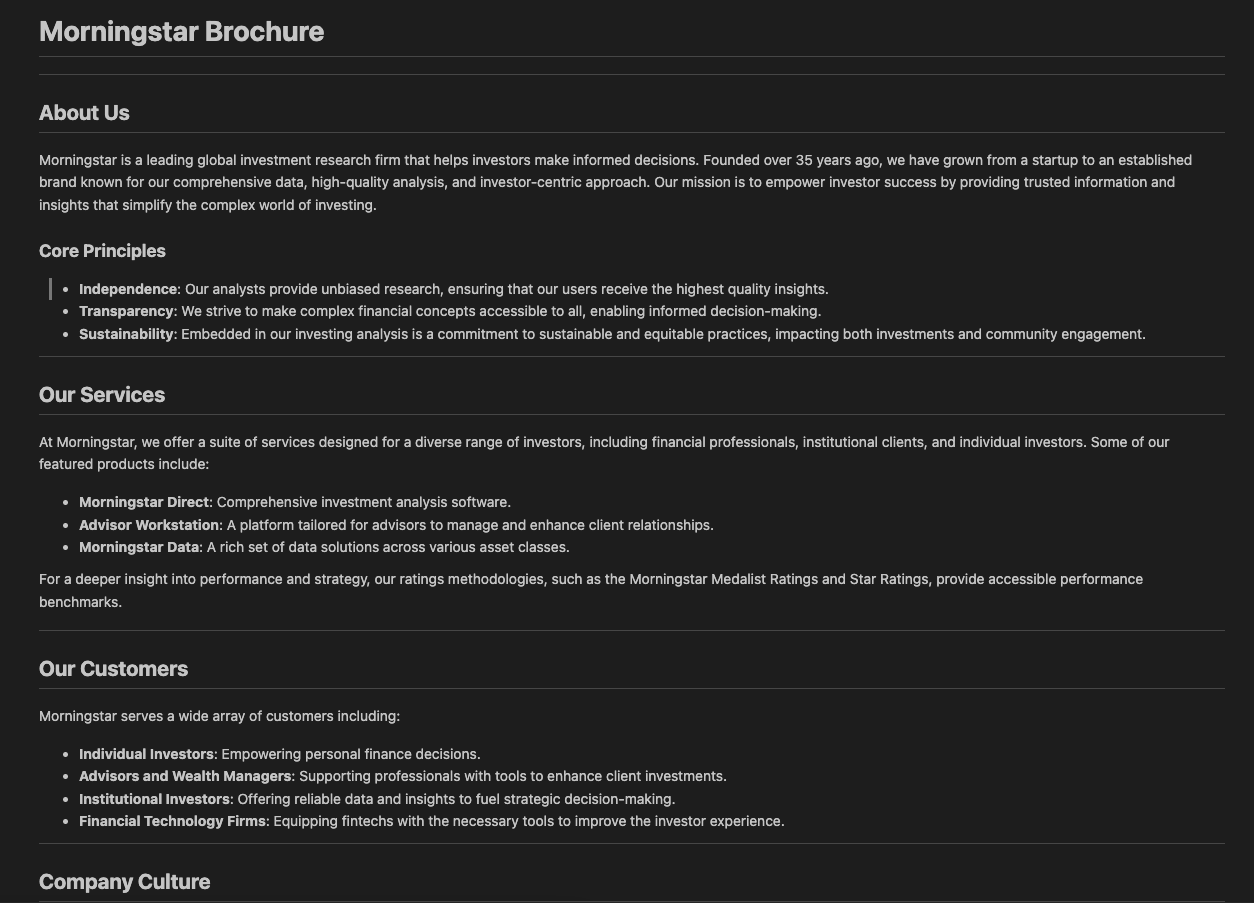 Morningstar Brochure
About Us
Morningstar is a leading global investment research firm that helps investors make informed decisions. Founded over 35 years ago, we have grown from a startup to an established
brand known for our comprehensive data, high-quality analysis, and investor-centric approach. Our mission is to empower investor success by providing trusted information and
insights that simplify the complex world of investing.
Core Principles
• Independence: Our analysts provide unbiased research, ensuring that our users receive the highest quality insights.
• Transparency: We strive to make complex financial concepts accessible to all, enabling informed decision-making.
• Sustainability: Embedded in our investing analysis is a commitment to sustainable and equitable practices, impacting both investments and community engagement.
Our Services
At Morningstar, we offer a suite of services designed for a diverse range of investors, including financial professionals, institutional clients, and individual investors. Some of our
featured products include:
• Morningstar Direct: Comprehensive investment analysis software.
• Advisor Workstation: A platform tailored for advisors to manage and enhance client relationships.
• Morningstar Data: A rich set of data solutions across various asset classes.
For a deeper insight into performance and strategy, our ratings methodologies, such as the Morningstar Medalist Ratings and Star Ratings, provide accessible performance
benchmarks.
Our Customers
Morningstar serves a wide array of customers including:
• Individual Investors: Empowering personal finance decisions.
• Advisors and Wealth Managers: Supporting professionals with tools to enhance client investments.
• Institutional Investors: Offering reliable data and insights to fuel strategic decision-making.
• Financial Technology Firms: Equipping fintechs with the necessary tools to improve the investor experience.
Company Culture